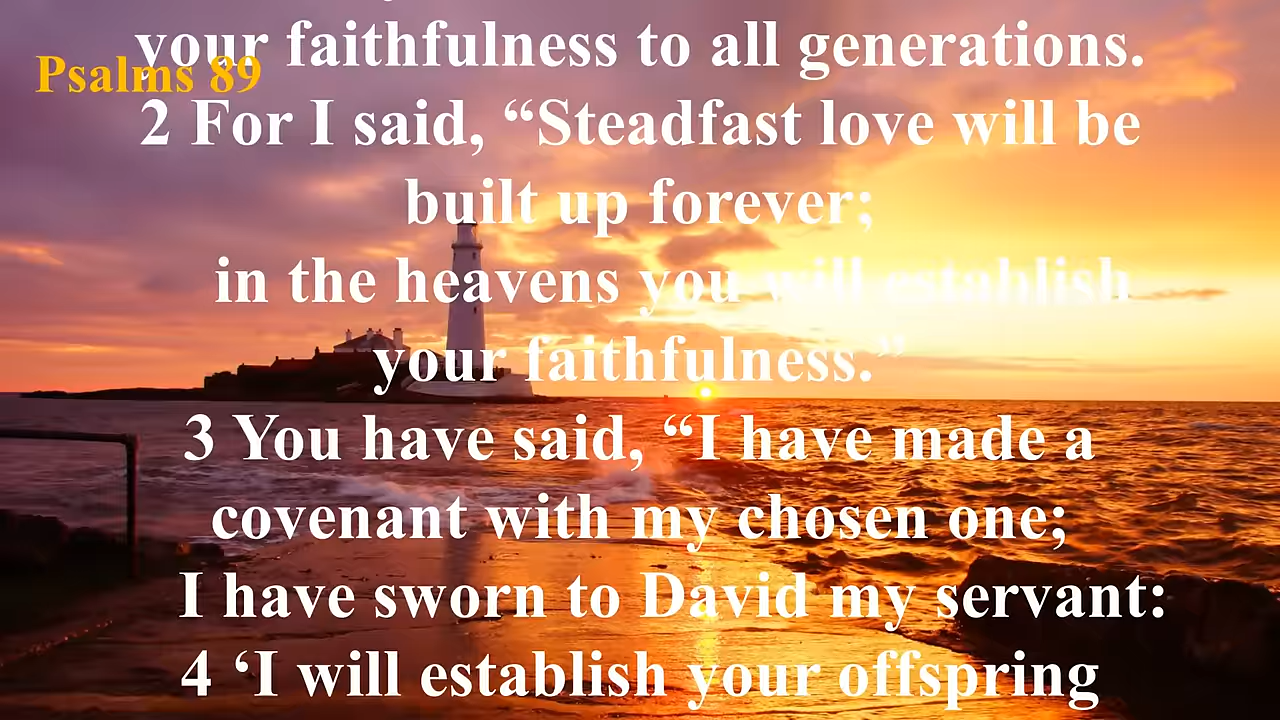 your faithfulness to all generations.
Psalms 89
2 For I said, “Steadfast love will be
built up forever;
in the heavens you will establish
your faithfulness.”
3 You have said, “I have made a
covenant with my chosen one;
I have sworn to David my servant:
4 ‘I will establish your offspring